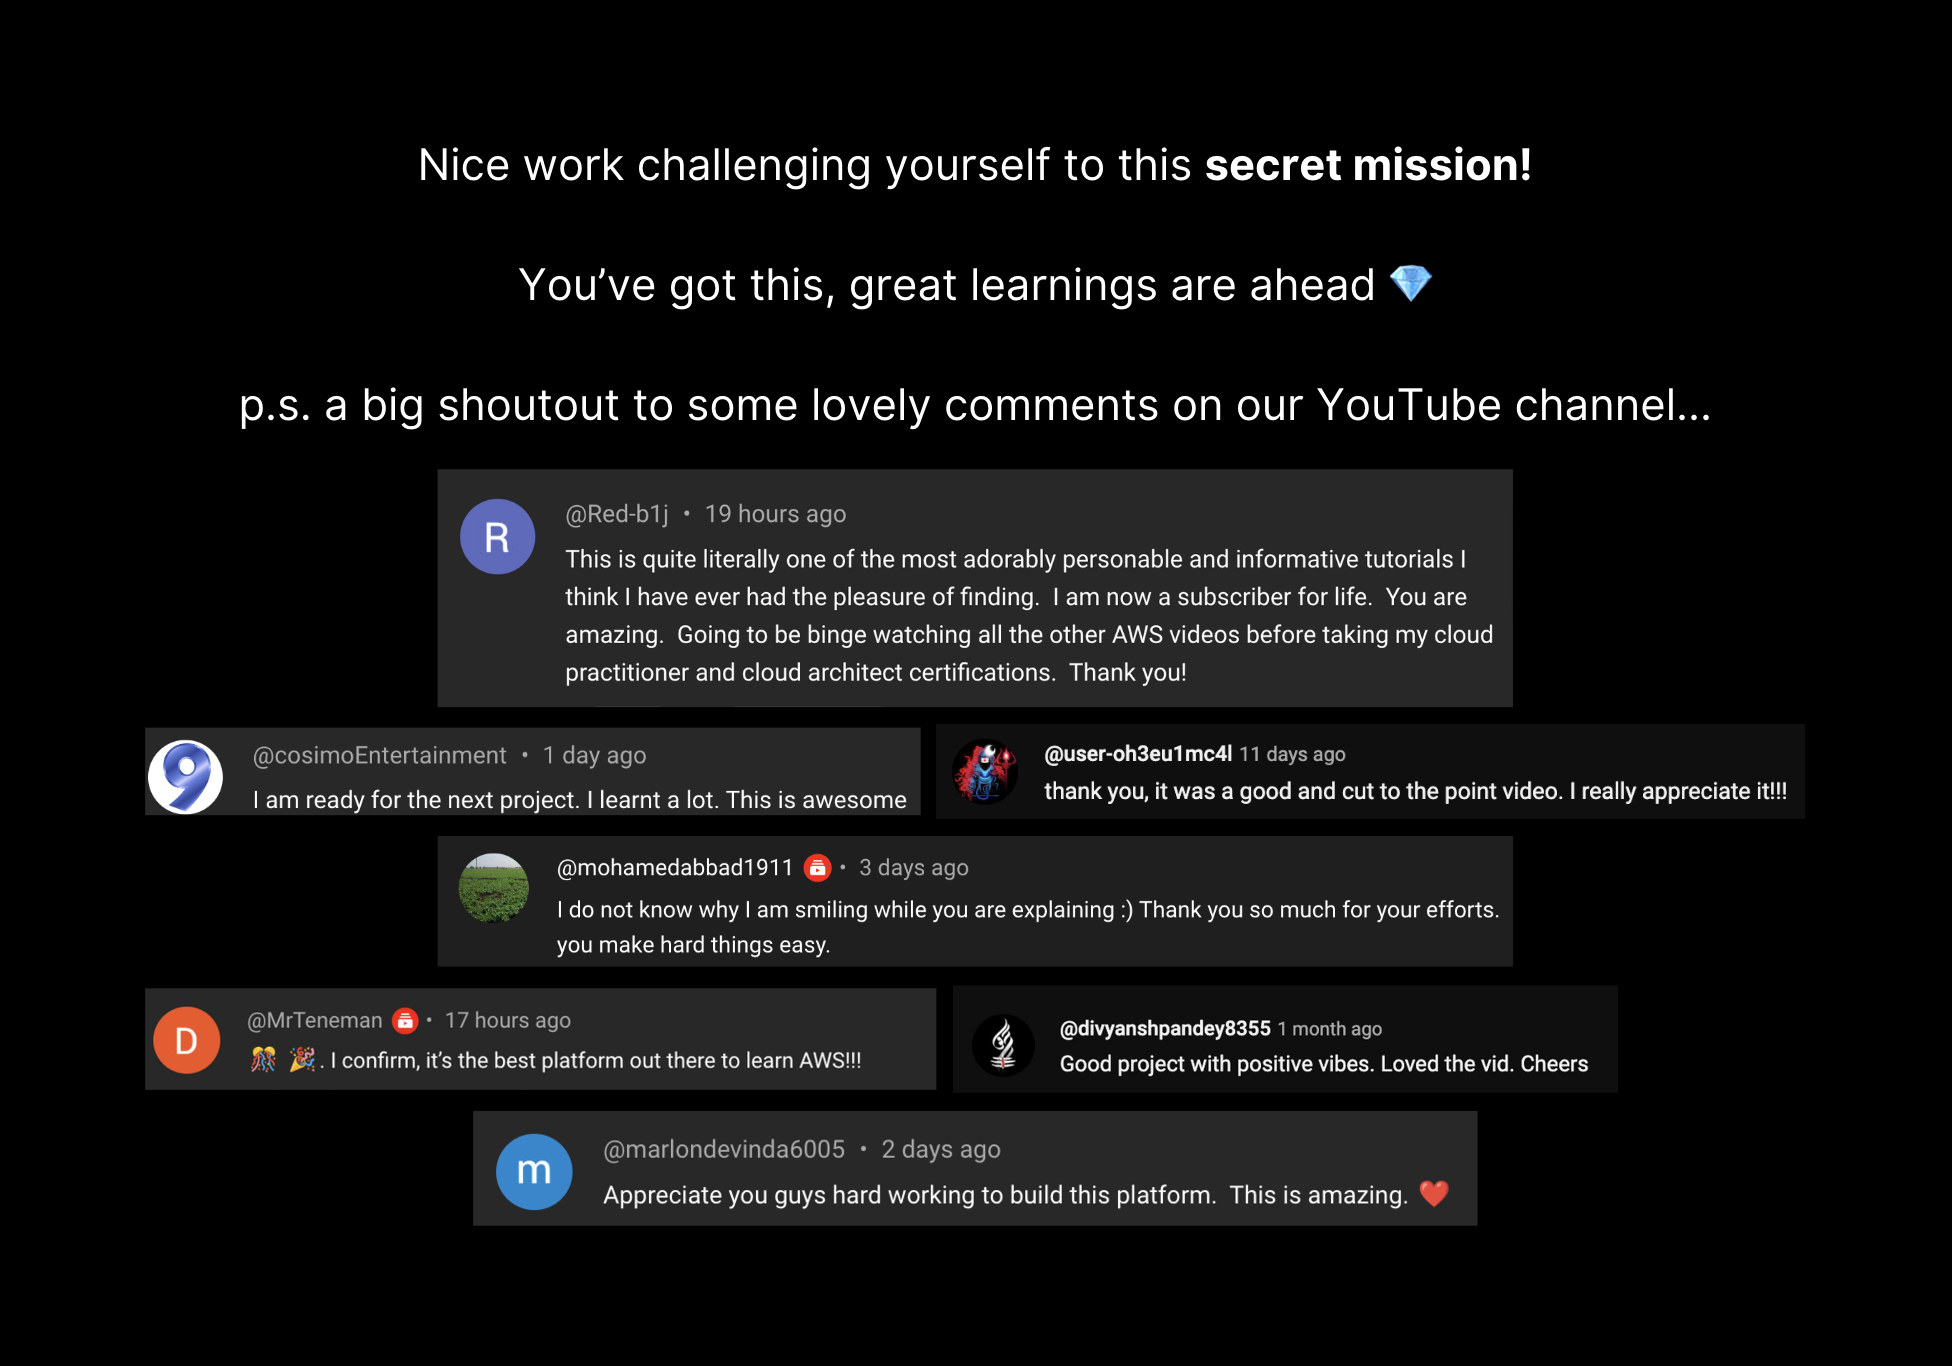 Nice work challenging yourself to this secret mission!
You’ve got this, great learnings are ahead 💎
p.s. a big shoutout to some lovely comments on our YouTube channel...
R
@Red-b1j • 19 hours ago
This is quite literally one of the most adorably personable and informative tutorials I
think I have ever had the pleasure of finding.  I am now a subscriber for life.  You are
amazing.  Going to be binge watching all the other AWS videos before taking my cloud
practitioner and cloud architect certifications.  Thank you!
9
@cosimoEntertainment • 1 day ago
I am ready for the next project. I learnt a lot. This is awesome
@user-oh3eu1mc4l 11 days ago
thank you, it was a good and cut to the point video. I really appreciate it!!!
@mohamedabbad1911 • 3 days ago
I do not know why I am smiling while you are explaining :) Thank you so much for your efforts.
you make hard things easy.
D
@MrTeneman • 17 hours ago
🎊 🎉. I confirm, it’s the best platform out there to learn AWS!!!
@divyanshpandey8355 1 month ago
Good project with positive vibes. Loved the vid. Cheers
m
@marlondevinda6005 • 2 days ago
Appreciate you guys hard working to build this platform.  This is amazing. ❤️